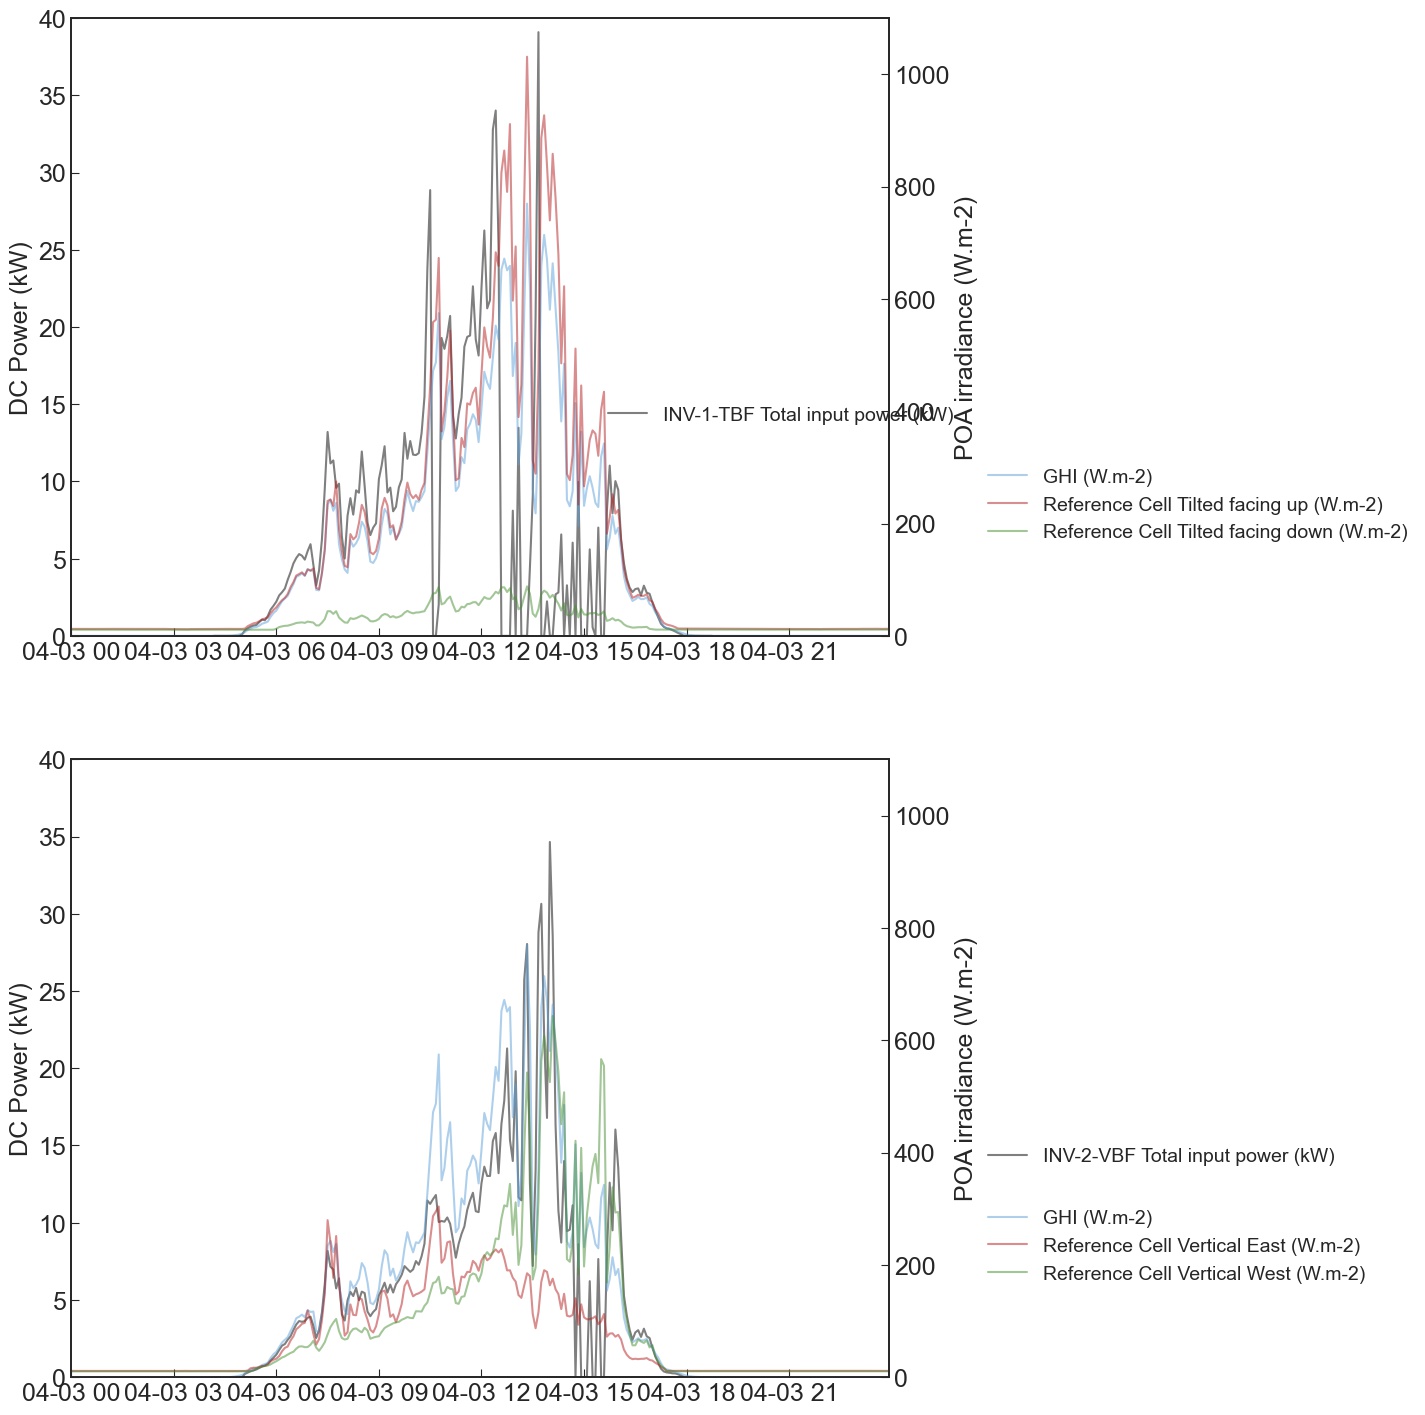 40
35
30
25
20
15
10
5
0
DC Power (kW)
1000
800
600
400
200
0
POA irradiance (W.m-2)
INV-1-TBF Total input power (kW)
GHI (W.m-2)
Reference Cell Tilted facing up (W.m-2)
Reference Cell Tilted facing down (W.m-2)
04-03 00 04-03 03 04-03 06 04-03 09 04-03 12 04-03 15 04-03 18 04-03 21
40
35
30
25
20
15
10
5
0
DC Power (kW)
1000
800
600
400
200
0
POA irradiance (W.m-2)
INV-2-VBF Total input power (kW)
GHI (W.m-2)
Reference Cell Vertical East (W.m-2)
Reference Cell Vertical West (W.m-2)
04-03 00 04-03 03 04-03 06 04-03 09 04-03 12 04-03 15 04-03 18 04-03 21